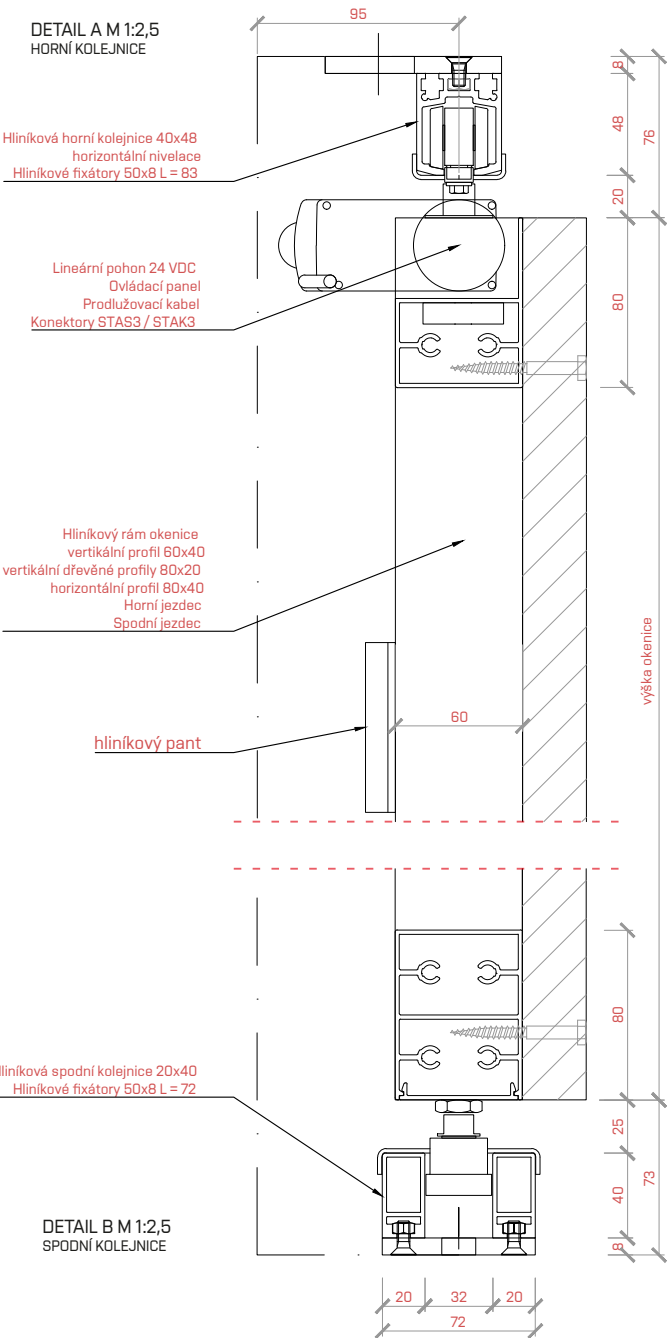 DETAIL A M 1:2,5
HORNÍ KOLEJNICE
95
8
48
76
20
80
Hliníková horní kolejnice 40x48
horizontální nivelace
Hliníkové fixátory 50x8 L = 83
Lineární pohon 24 VDC
Ovládací panel
Prodlužovací kabel
Konektory STAS3 / STAK3
Hliníkový rám okenice
vertikální profil 60x40
vertikální dřevěné profily 80x20
horizontální profil 80x40
Horní jezdec
Spodní jezdec
výška okenice
60
hliníkový pant
80
liníková spodní kolejnice 20x40
Hliníkové fixátory 50x8 L = 72
25
73
40
8
DETAIL B M 1:2,5
SPODNÍ KOLEJNICE
20
32
20
72